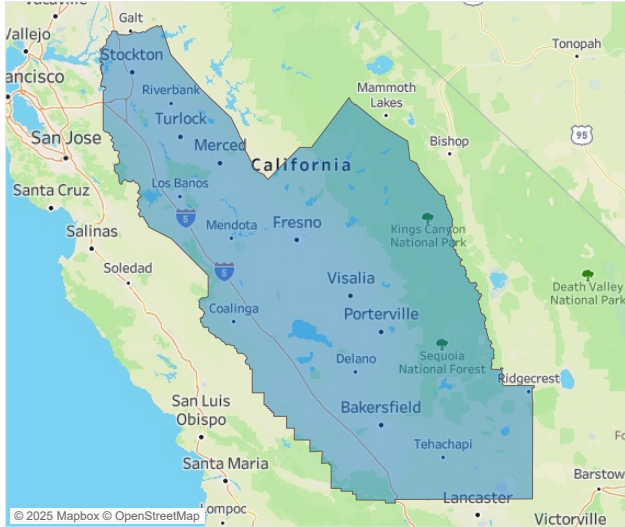 Vacaville
Galt
Vallejo
Stockton
Tonopah
ancisco
Riverbank
Mammoth
Lakes
95
Turlock
San Jose
Merced
Bishop
California
Los Banos
Santa Cruz
5
Mendota
Fresno
Kings Canyon
National Park
Salinas
Soledad
5
Visalia
Death Valley
National Park
Coalinga
Porterville
Delano
Sequoia
National Forest
Ridgecrest
San Luis
Obispo
Bakersfield
Tehachapi
Santa Maria
Barstow
Lancaster
Lompoc
© 2025 Mapbox © OpenStreetMap
Victorville